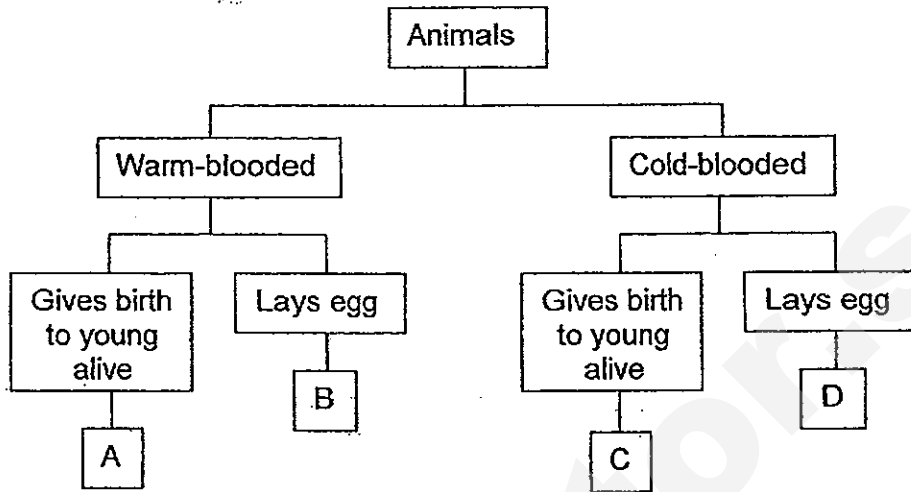 Animals
Warm-blooded
Cold-blooded
Gives birth
to young
alive
Lays egg
Gives birth
to young
alive
Lays egg
A
B
C
D